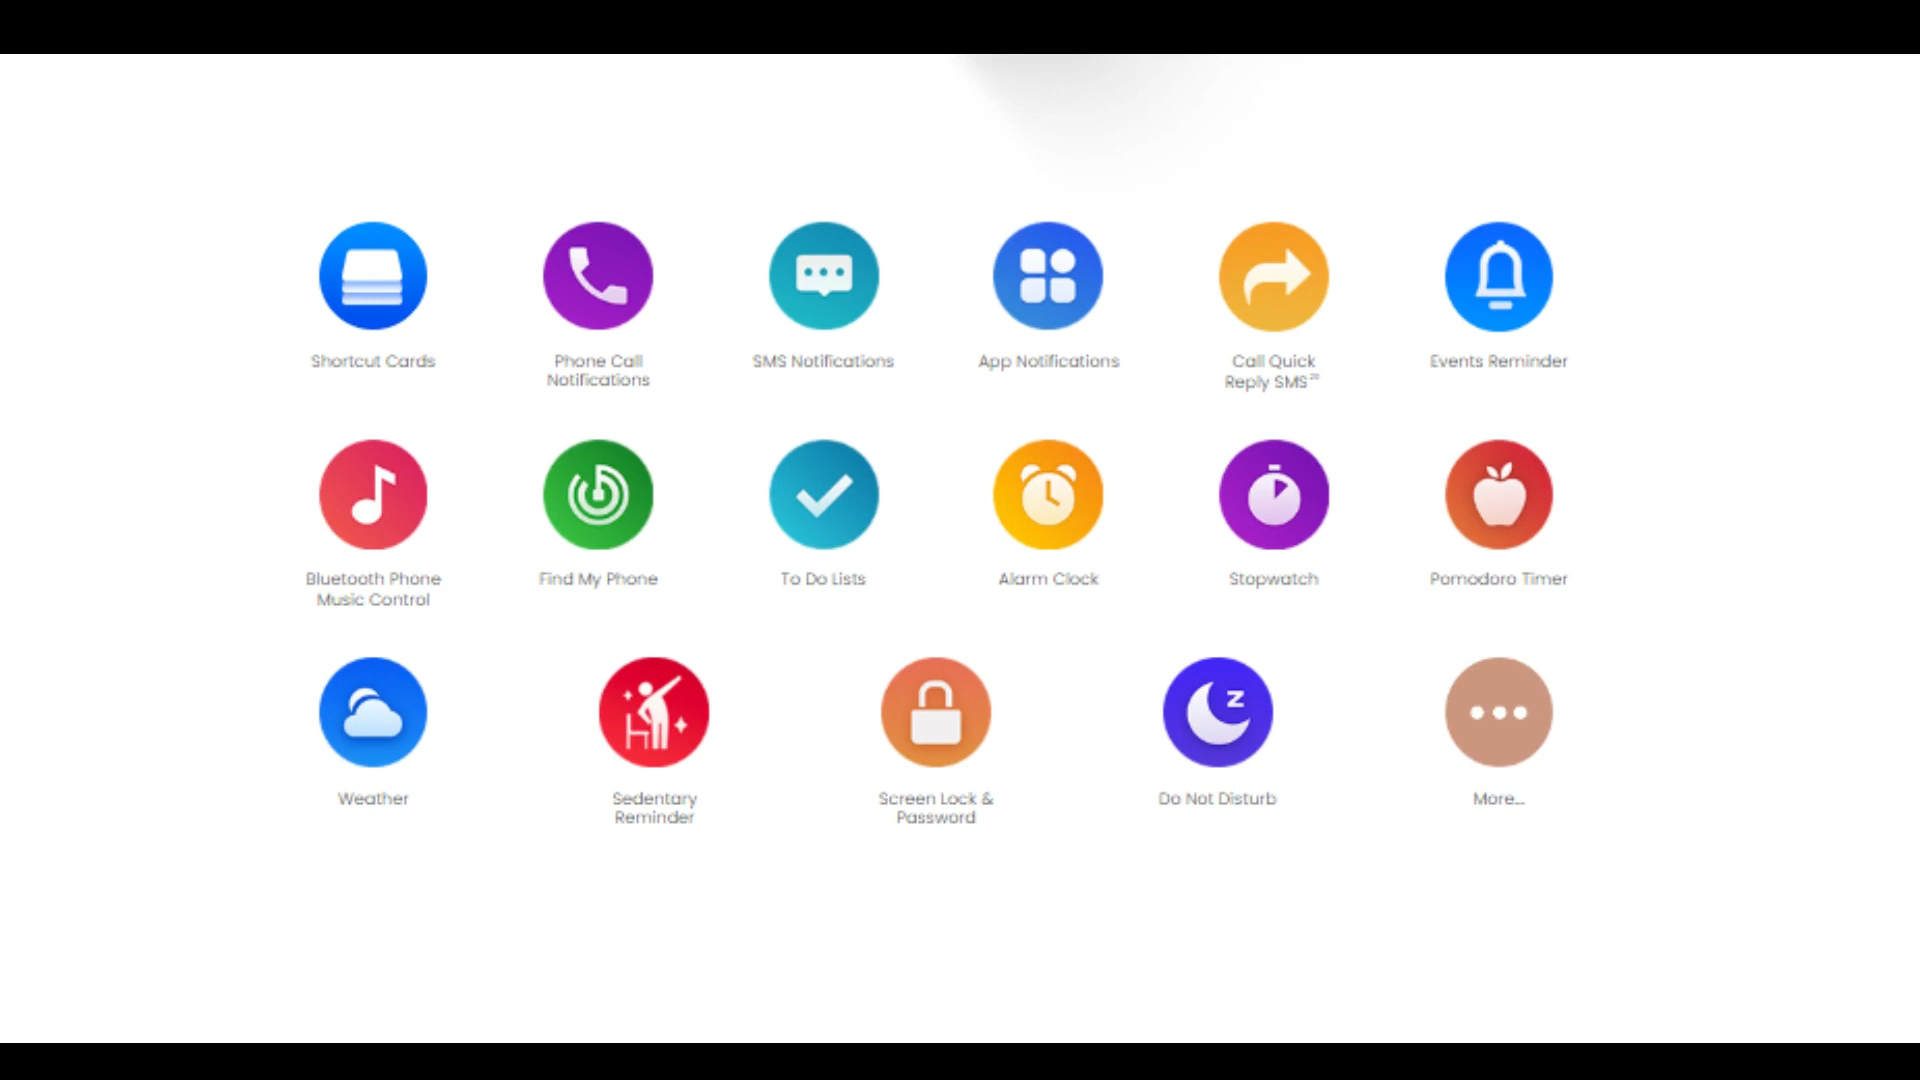 Shortcut Cards
Phone Call
Notifications
SMS Notifications
App Notifications
Call Quick
Reply SMS²⁰
Events Reminder
Bluetooth Phone
Music Control
Find My Phone
To Do Lists
Alarm Clock
Stopwatch
Pomodoro Timer
Weather
Sedentary
Reminder
Screen Lock &
Password
z
Do Not Disturb
More...